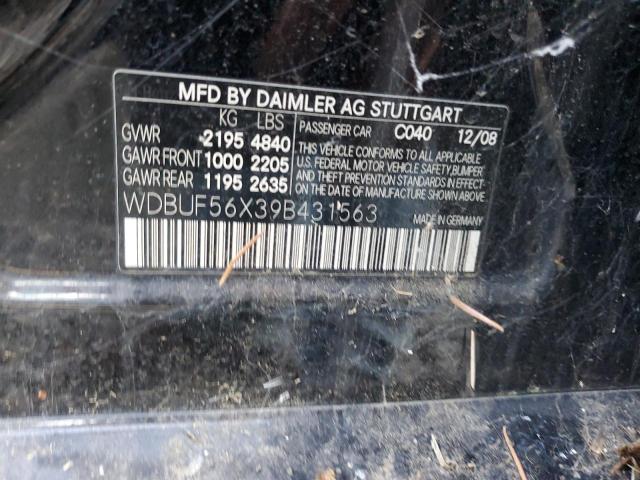 MFD BY DAIMLER AG STUTTGART
KG LBS
GVWR 2195 4840
GAWR FRONT 1000 2205
GAWR REAR 1195 2635
PASSENGER CAR C040 12/08
THIS VEHICLE CONFORMS TO ALL APPLICABLE
U.S. FEDERAL MOTOR VEHICLE SAFETY, BUMPER
AND THEFT PREVENTION STANDARDS IN EFFECT ON
THE DATE OF MANUFACTURE SHOWN ABOVE.
WDBUF56X39B431563
MADE IN GERMANY